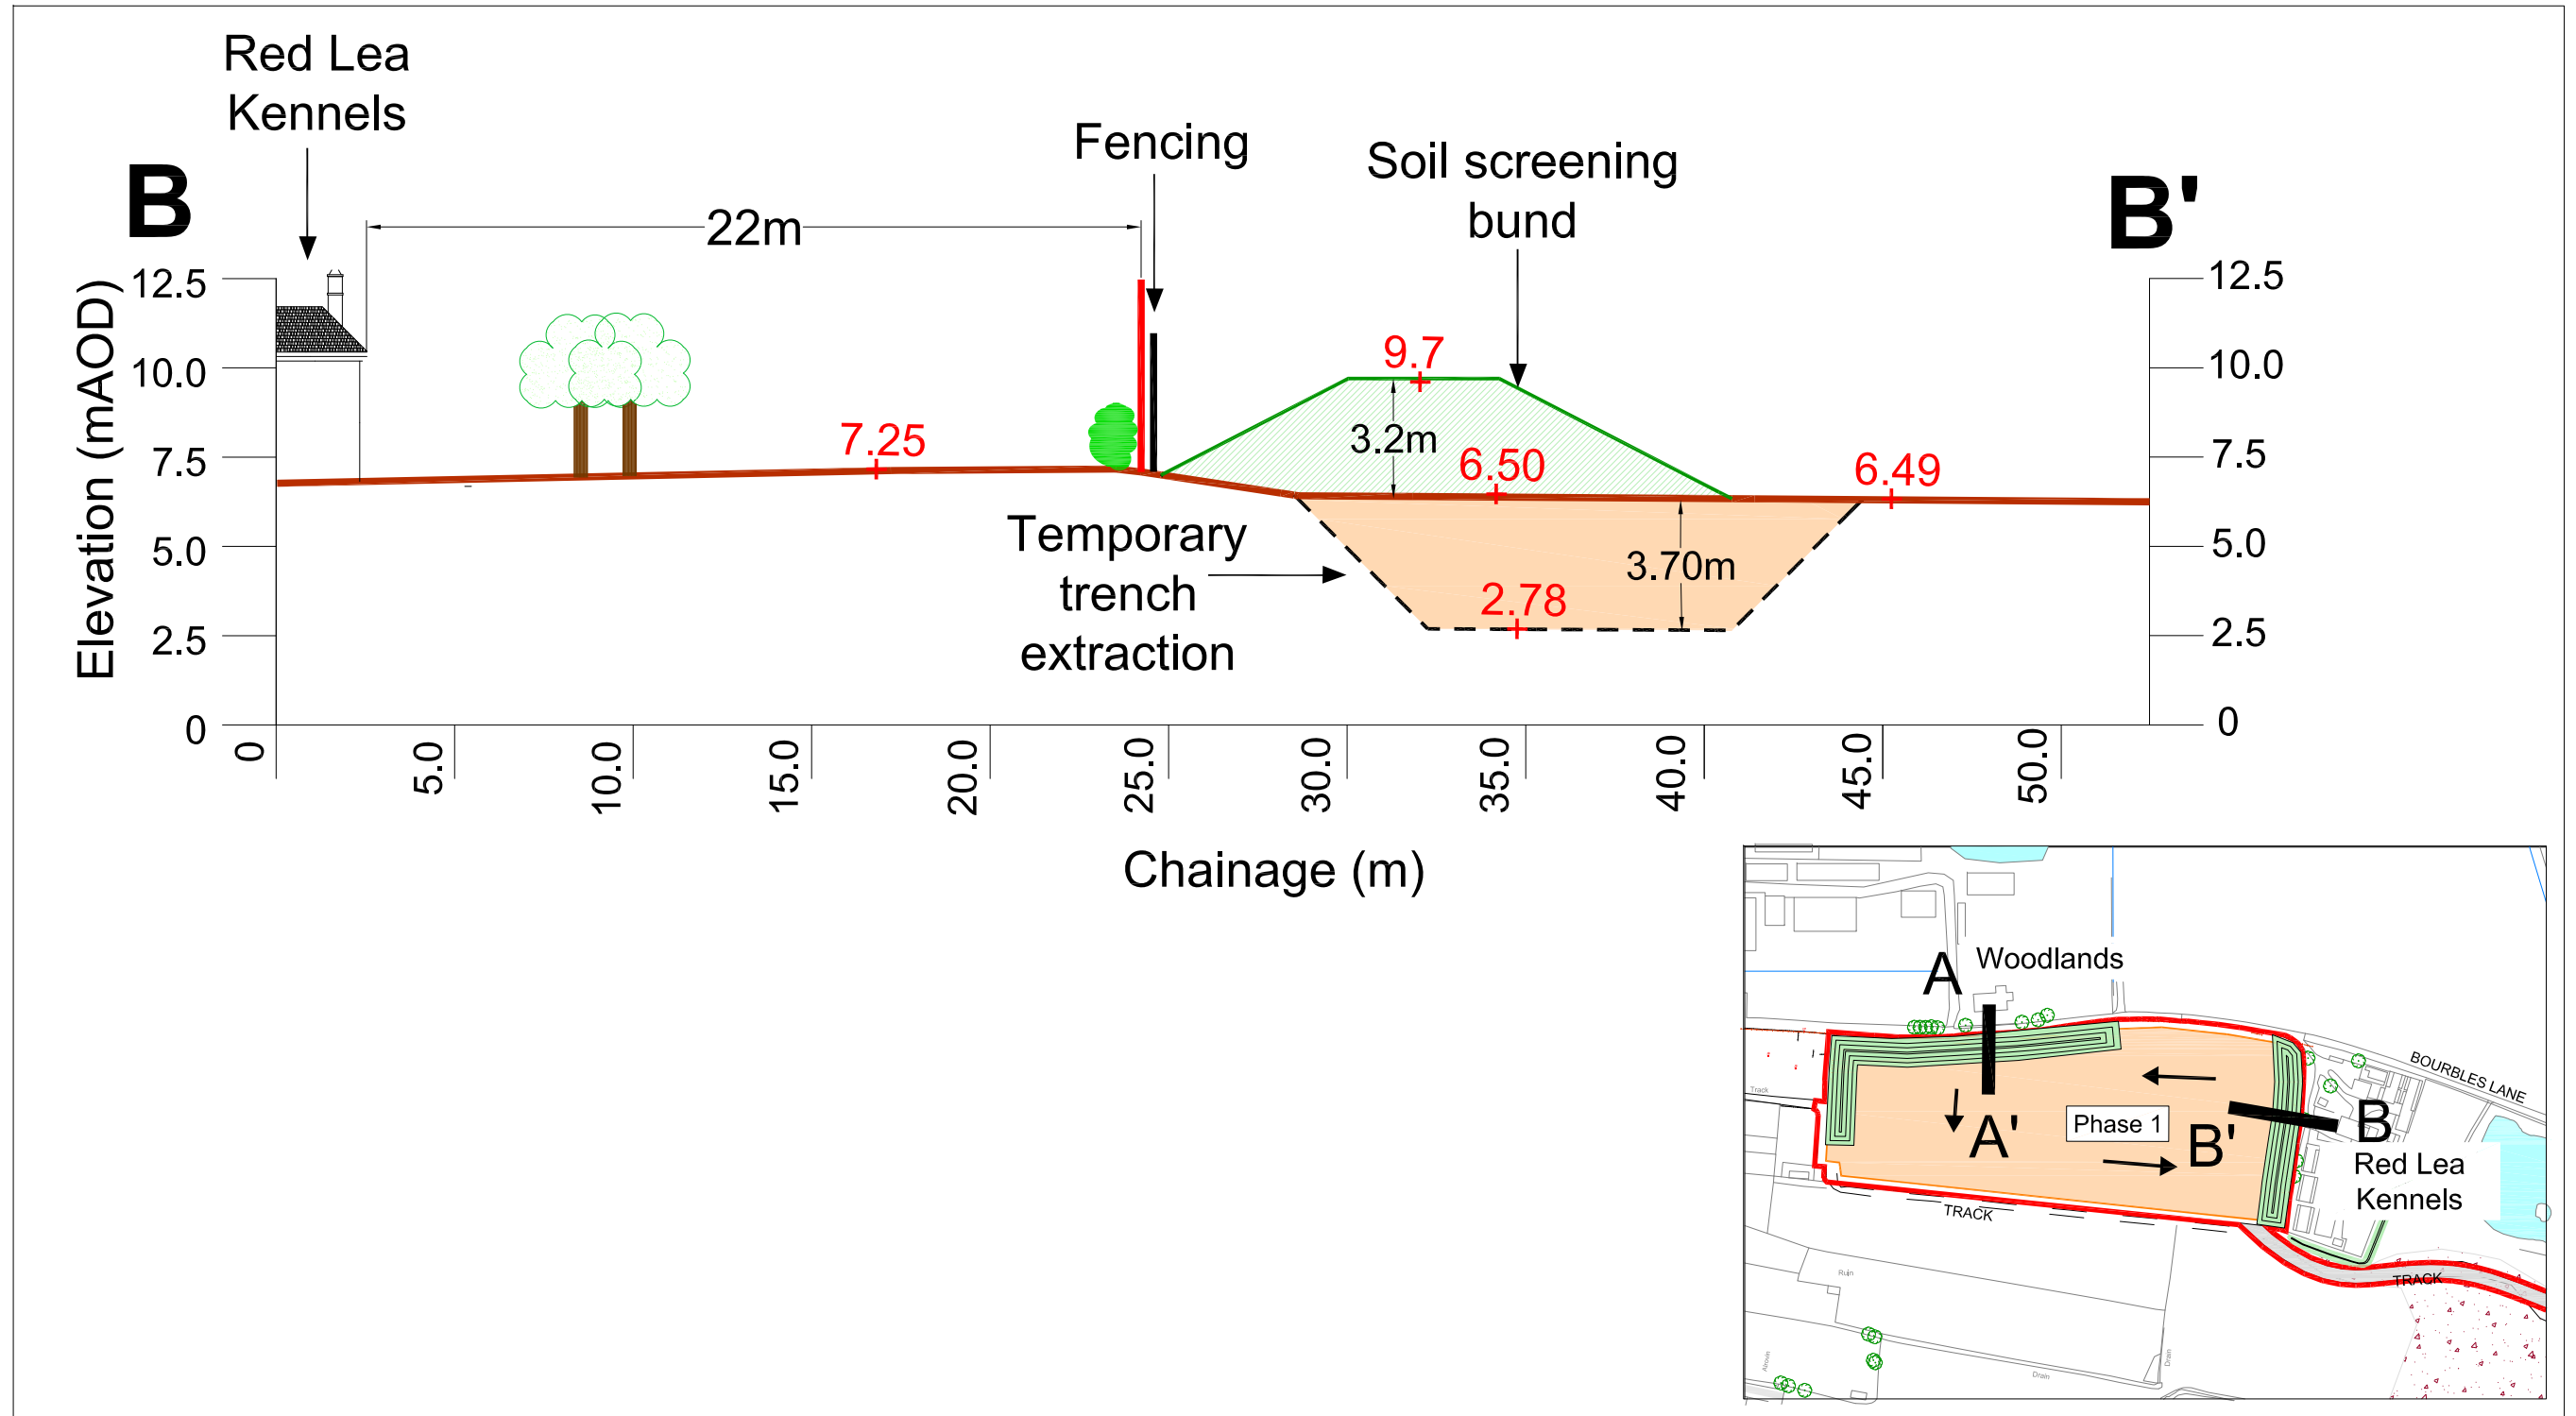 Red Lea
Kennels
B
22m
Fencing
Soil screening
bund
B'
Elevation (mAOD)
12.5
10.0
7.5
5.0
2.5
0
7.25
9.7
3.2m
6.50
6.49
Temporary
trench
extraction
3.70m
2.78
12.5
10.0
7.5
5.0
2.5
0
0
5.0
10.0
15.0
20.0
25.0
30.0
35.0
40.0
45.0
50.0
Chainage (m)
A
Woodlands
BOURBLES LANE
Track
Phase 1
A'
B'
B
Red Lea
Kennels
TRACK
TRACK
Ruin
Drain
Drain